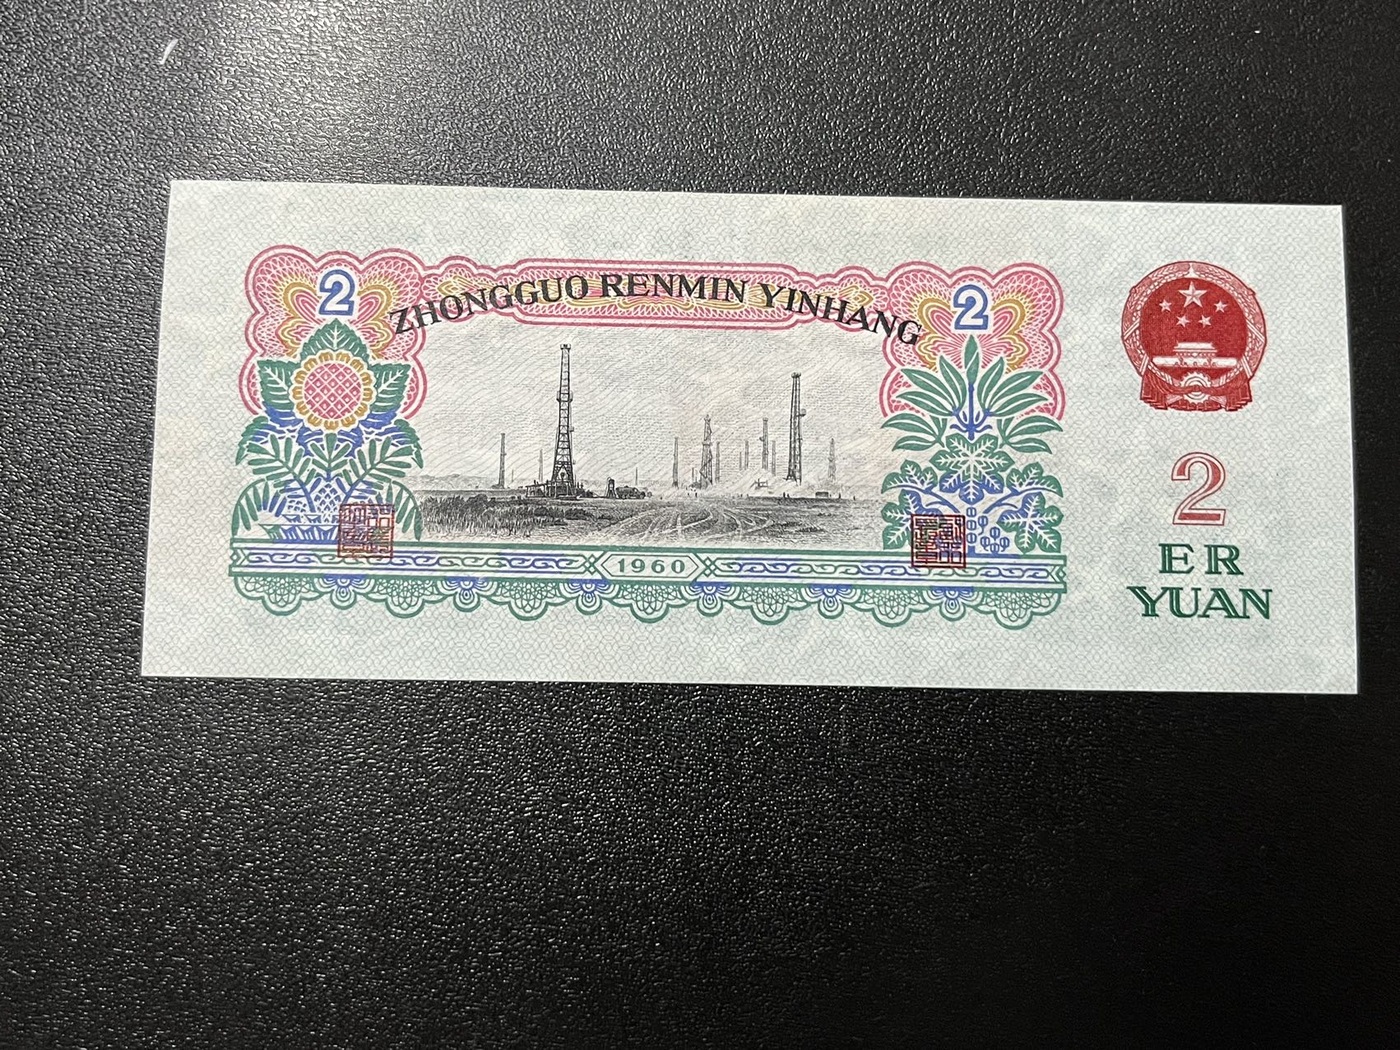 2
ZHONGGUO RENMIN YINHANG
2
1960
2
ER
YUAN